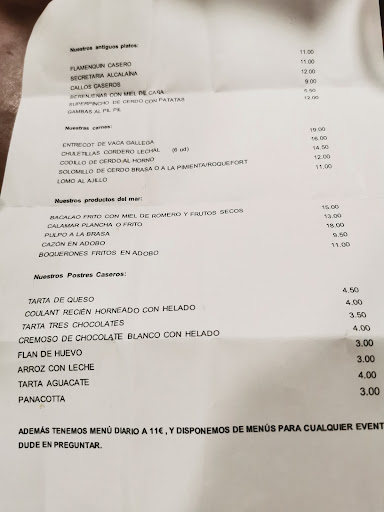 Nuestros antiguos platos:
FLAMENQUIN CASERO 11.00
SECRETARIA ALCALAINA 11.00
CALLOS CASEROS 12.00
BERENJENAS CON MIEL DE CAÑA 9.00
SUPERPINCHO DE CERDO CON PATATAS 5.50
GAMBAS AL PIL PIL 12.00
Nuestras carnes:
ENTRECOT DE VACA GALLEGA 19.00
CHULETILLAS CORDERO LECHAL (6 ud) 16.00
CODILLO DE CERDO AL HORNO 14.50
SOLOMILLO DE CERDO BRASA O A LA PIMIENTA/ROQUEFORT 12.00
LOMO AL AJILLO 11.00
Nuestros productos del mar:
BACALAO FRITO CON MIEL DE ROMERO Y FRUTOS SECOS 15.00
CALAMAR PLANCHA O FRITO 13.00
PULPO A LA BRASA 18.00
CAZÓN EN ADOBO 9.50
BOQUERONES FRITOS EN ADOBO 11.00
Nuestros Postres Caseros:
TARTA DE QUESO 4.50
COULANT RECIÉN HORNEADO CON HELADO 4.00
TARTA TRES CHOCOLATES 3.50
CREMOSO DE CHOCOLATE BLANCO CON HELADO 4.00
FLAN DE HUEVO 3.00
ARROZ CON LECHE 3.00
TARTA AGUACATE 4.00
PANACOTTA 3.00
ADEMÁS TENEMOS MENÚ DIARIO A 11€ , Y DISPONEMOS DE MENÚS PARA CUALQUIER EVENT
DUDE EN PREGUNTAR.